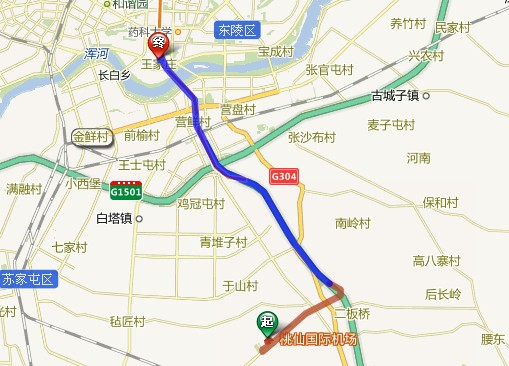 和谐园
药科大学
东陵区
民家村
养竹村
终
浑河
王家庄
宝成村
兴农村
长白乡
张官屯村
古城子镇
营盘村
营城村
金鲜村
前榆村
张沙布村
麦子屯村
王士屯村
河南
G304
小西堡
满融村
G1501
鸡冠屯村
保和村
白塔镇
南岭村
七家村
青堆子村
高八寨村
苏家屯区
于山村
后长岭
毡匠村
二板桥
起
桃仙国际机场
腰东